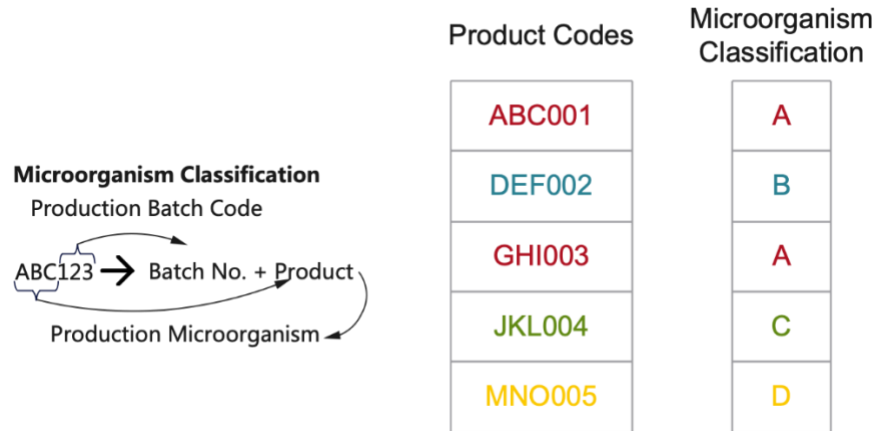 Microorganism Classification
Production Batch Code
ABC123 → Batch No. + Product
Production Microorganism
Product Codes
ABC001
DEF002
GHI003
JKL004
MNO005
Microorganism
Classification
A
B
A
C
D